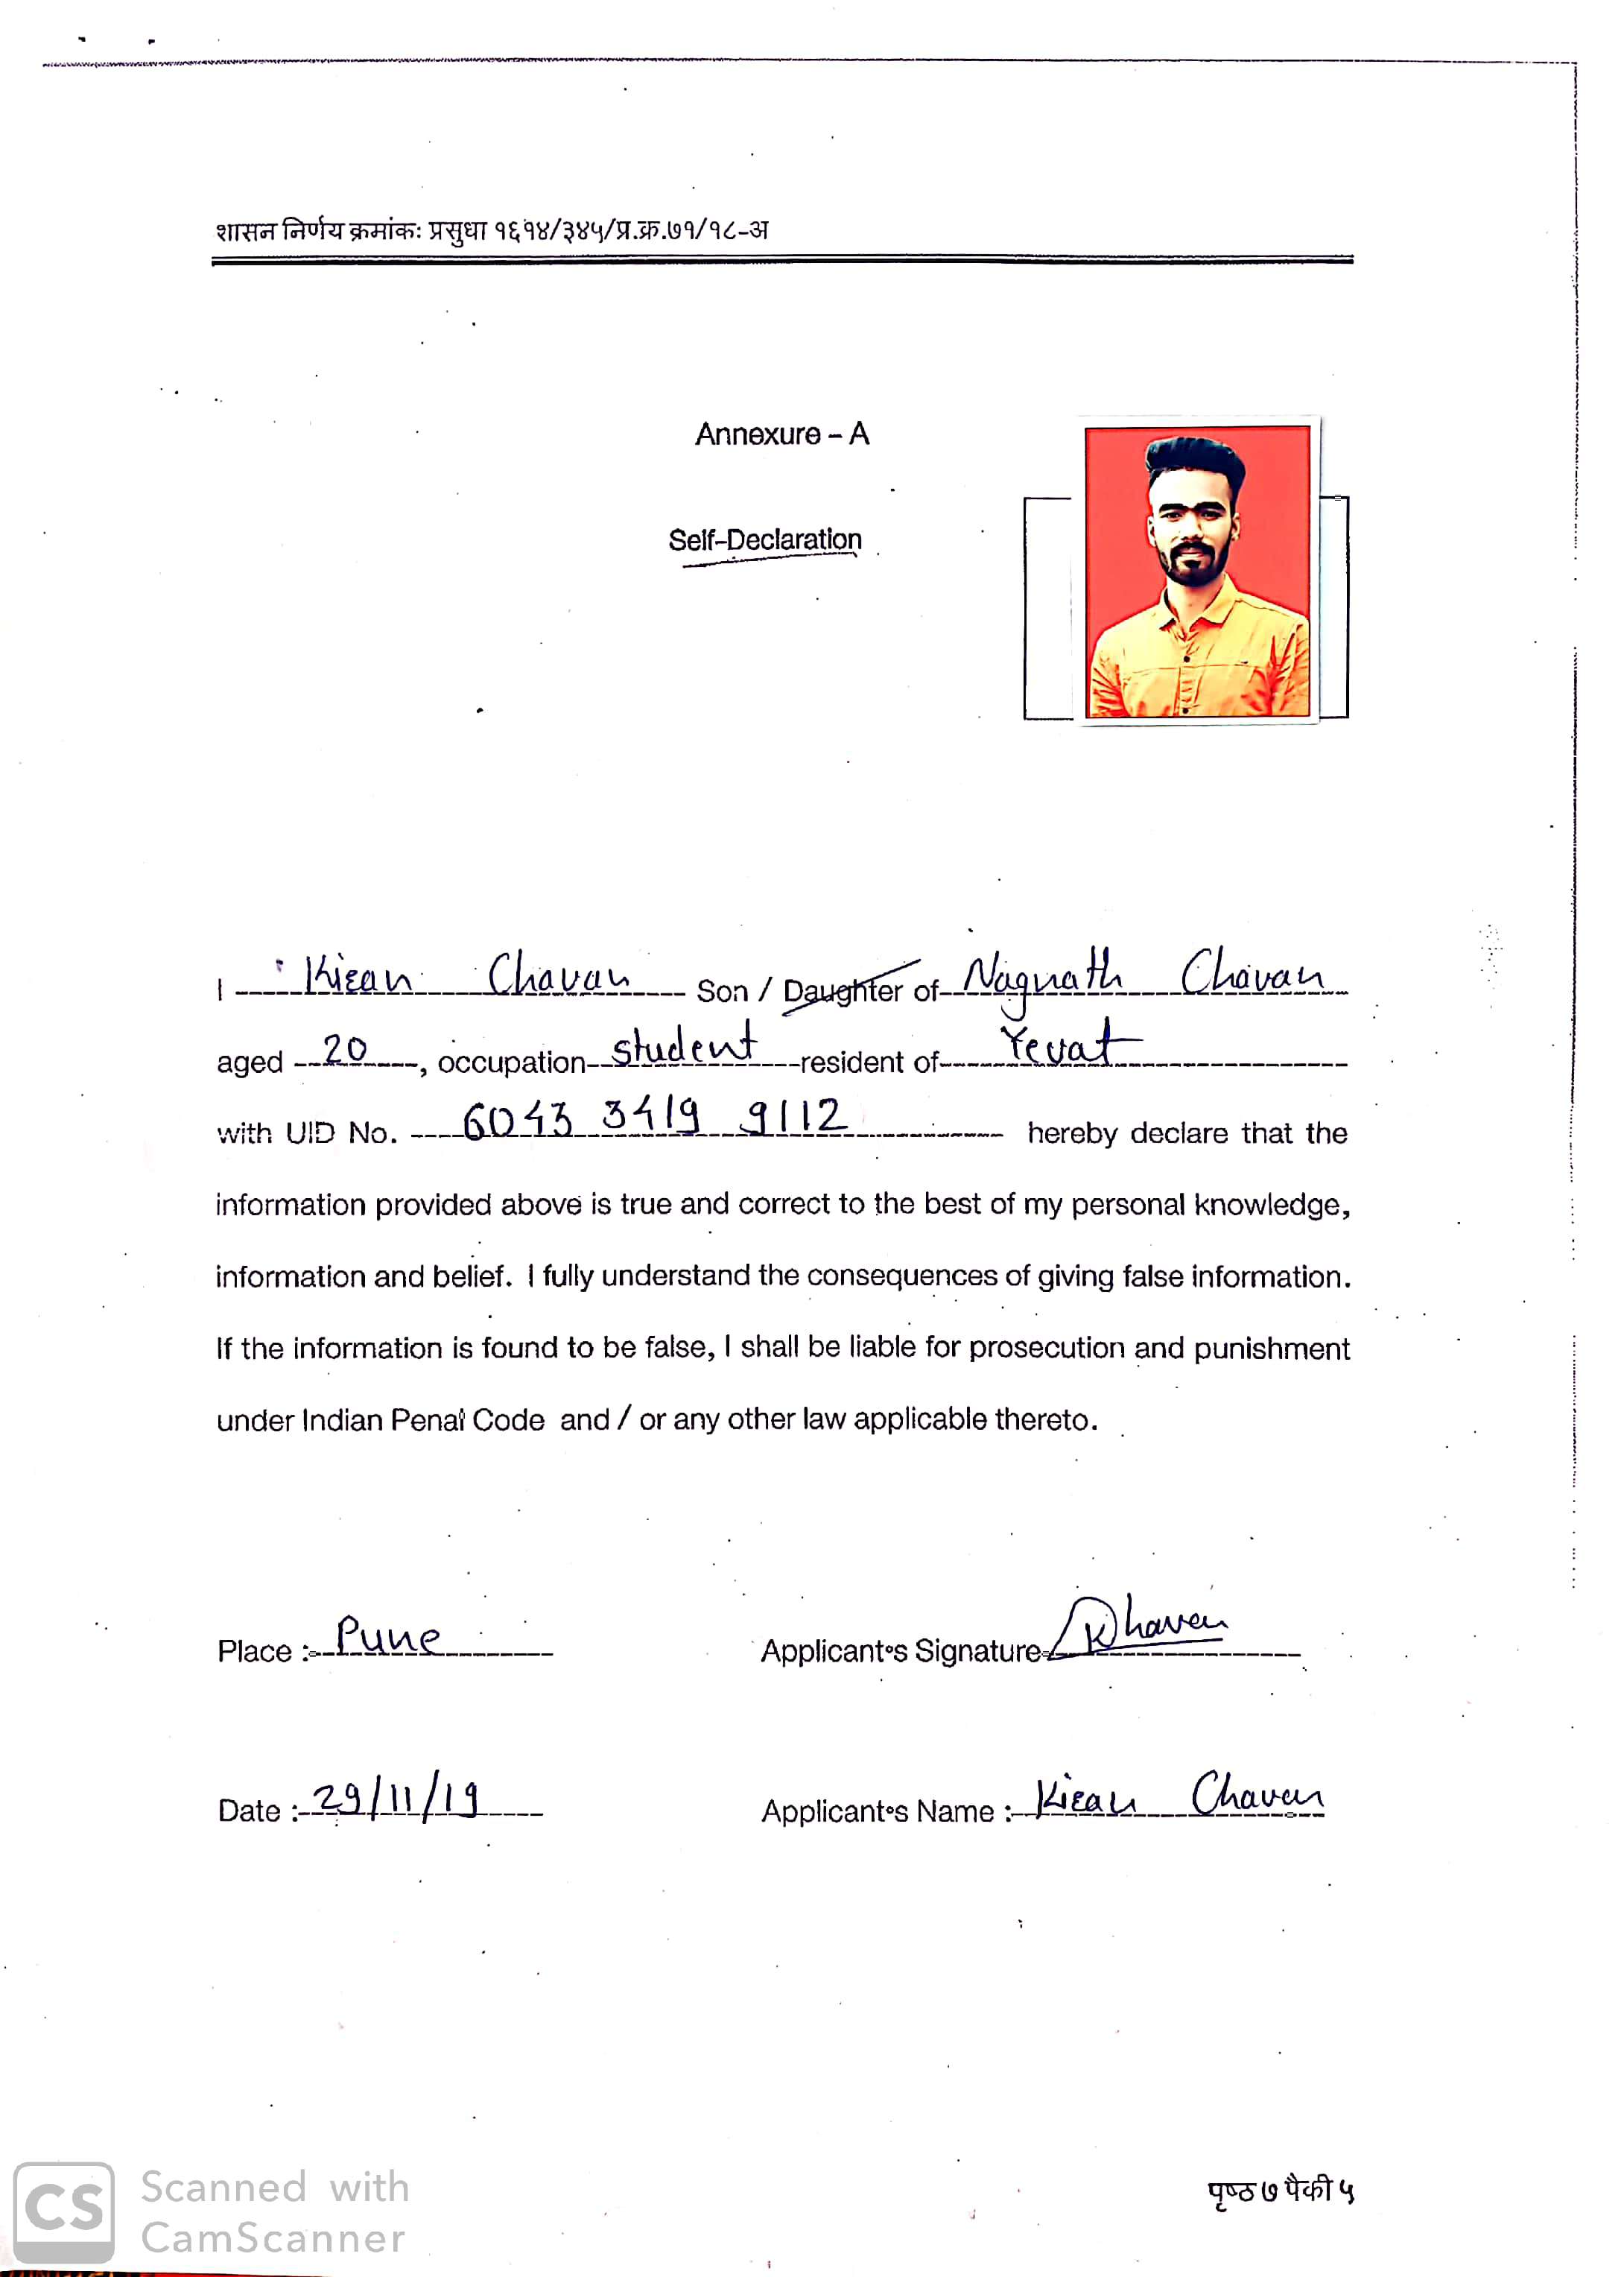 शासन निर्णय क्रमांकः प्रसुधा १६१४/३४५/प्र.क्र.७१/१८-अ
Annexure – A
Self-Declaration
I Kiran Chavan Son / Daughter of Nagnath Chavan
aged 20, occupation student resident of Yevat
with UID No. 6043 3419 9112 hereby declare that the
information provided above is true and correct to the best of my personal knowledge,
information and belief. I fully understand the consequences of giving false information.
If the information is found to be false, I shall be liable for prosecution and punishment
under Indian Penal Code and / or any other law applicable thereto.
Place :- Pune Applicant's Signature- KChavan
Date :- 29/11/19 Applicant's Name :- Kiran Chavan
पृष्ठ ७ पैकी ५
CS Scanned with
CamScanner